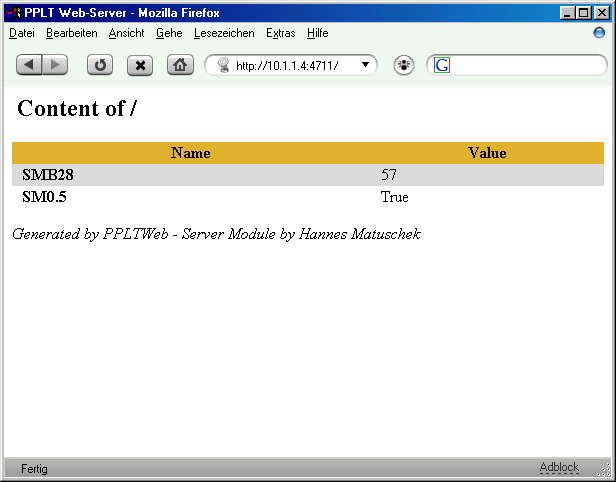 PPLT Web-Server - Mozilla Firefox
Datei Bearbeiten Ansicht Gehe Lesezeichen Extras Hilfe
http://10.1.1.4:4711/ G
Content of /
Name Value
SMB28 57
SM0.5 True
Generated by PPLTWeb - Server Module by Hannes Matuschek
Fertig Adblock